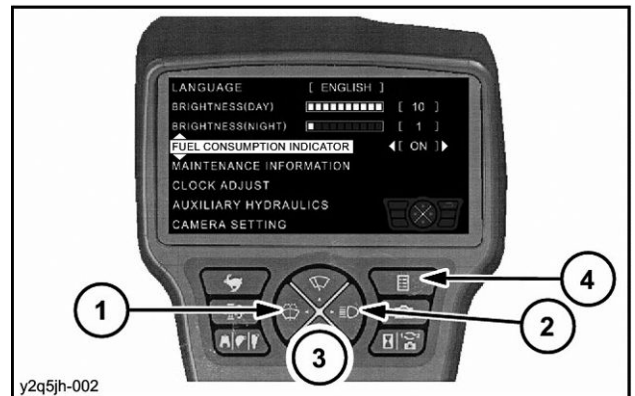 LANGUAGE [ ENGLISH ]
BRIGHTNESS(DAY) [ 10 ]
BRIGHTNESS(NIGHT) [ 1 ]
FUEL CONSUMPTION INDICATOR [ ON ]
MAINTENANCE INFORMATION
CLOCK ADJUST
AUXILIARY HYDRAULICS
CAMERA SETTING
4
1
2
3
y2q5jh-002